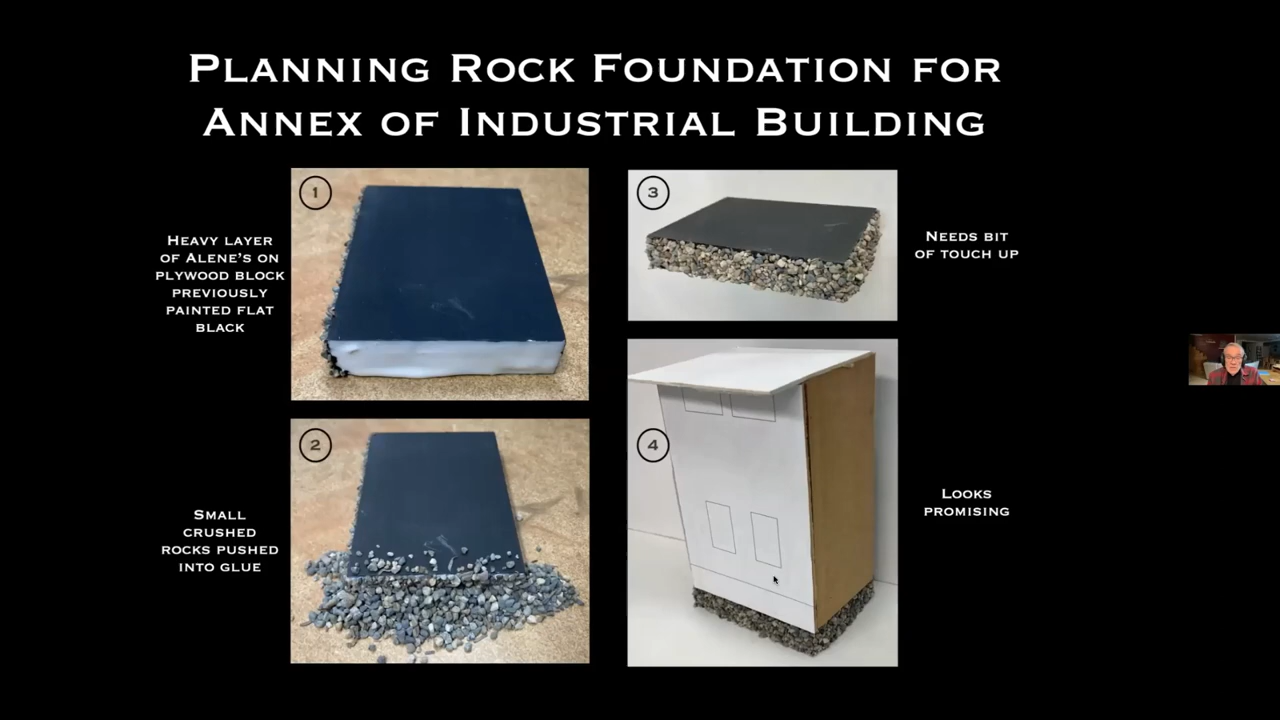 PLANNING ROCK FOUNDATION FOR
ANNEX OF INDUSTRIAL BUILDING
1
HEAVY LAYER
OF ALENE'S ON
PLYWOOD BLOCK
PREVIOUSLY
PAINTED FLAT
BLACK
2
SMALL
CRUSHED
ROCKS PUSHED
INTO GLUE
3
NEEDS BIT
OF TOUCH UP
4
LOOKS
PROMISING